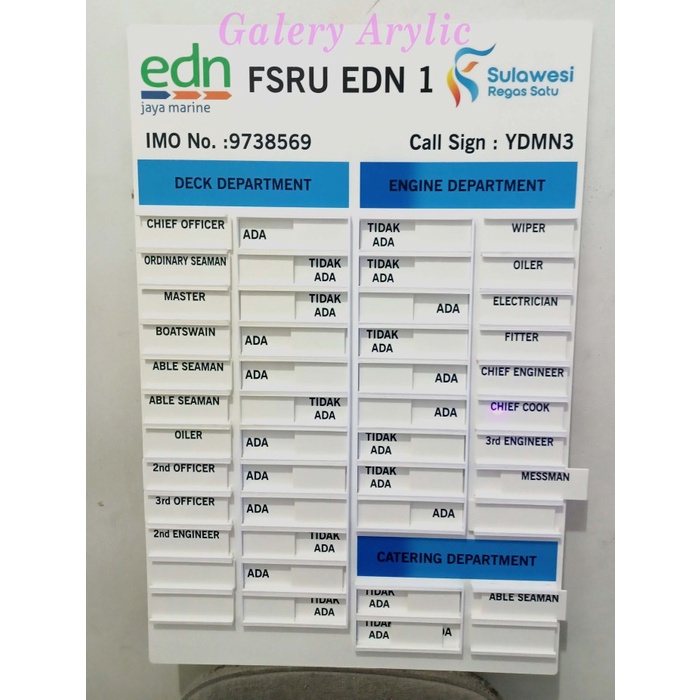 Galery Arylic
edn
jaya marine
FSRU EDN 1
Sulawesi
Regas Satu
IMO No. :9738569
Call Sign : YDMN3
DECK DEPARTMENT
CHIEF OFFICER ADA
ORDINARY SEAMAN TIDAK ADA
MASTER TIDAK ADA
BOATSWAIN ADA
ABLE SEAMAN ADA
ABLE SEAMAN TIDAK ADA
OILER ADA
2nd OFFICER ADA
3rd OFFICER ADA
2nd ENGINEER TIDAK ADA
ADA
TIDAK ADA
ENGINE DEPARTMENT
TIDAK ADA WIPER
TIDAK ADA OILER
ADA ELECTRICIAN
TIDAK ADA FITTER
ADA CHIEF ENGINEER
ADA CHIEF COOK
TIDAK ADA 3rd ENGINEER
TIDAK ADA MESSMAN
ADA
CATERING DEPARTMENT
TIDAK ADA ABLE SEAMAN
TIDAK ADA